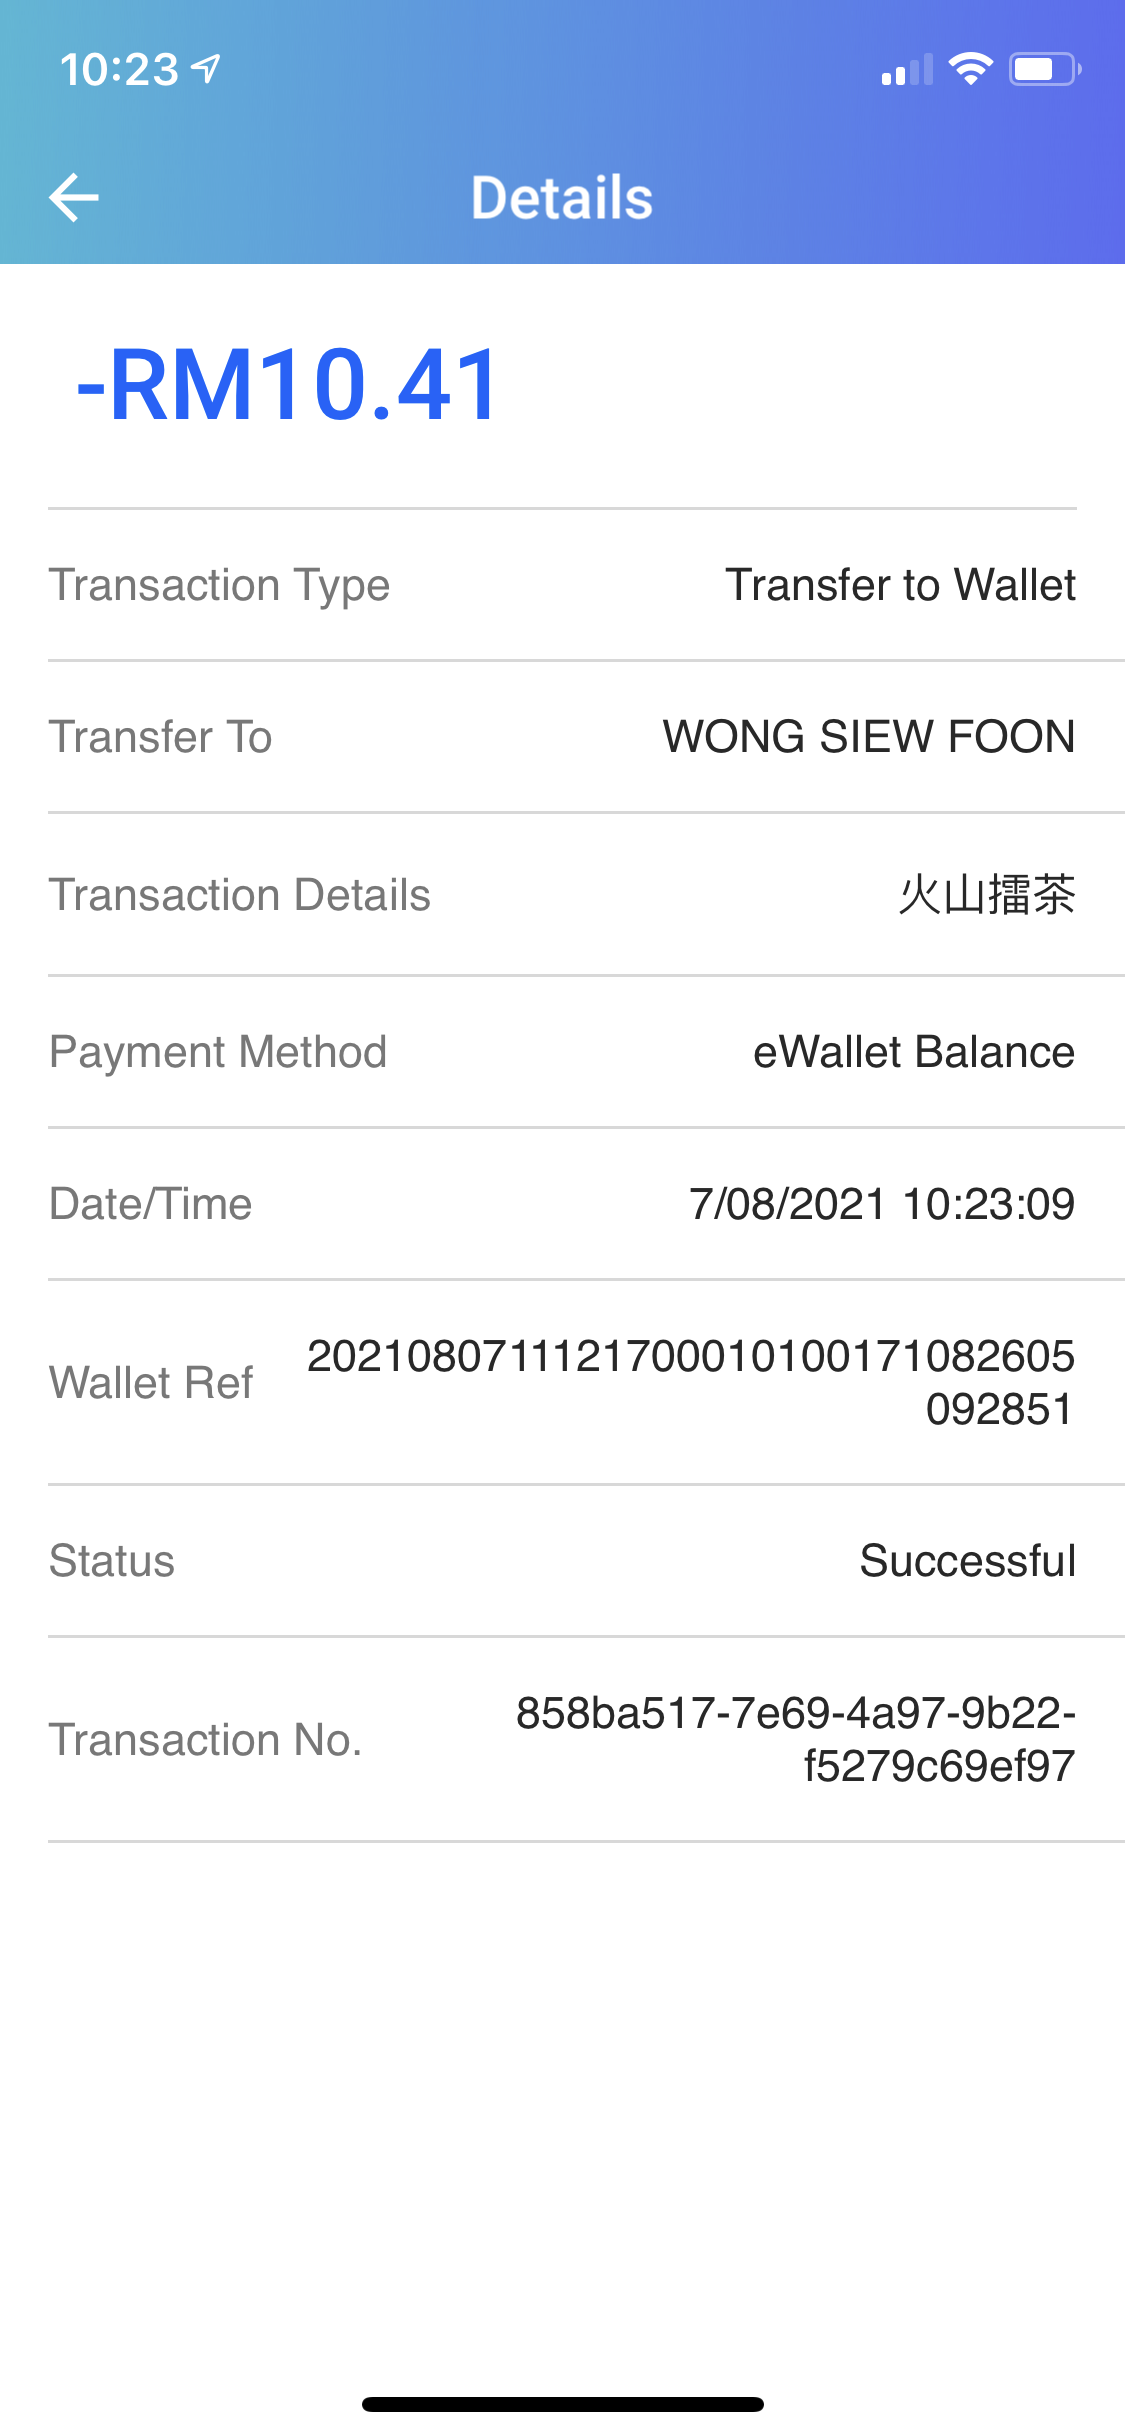 10:23
Details
-RM10.41
Transaction Type Transfer to Wallet
Transfer To WONG SIEW FOON
Transaction Details 火山擂茶
Payment Method eWallet Balance
Date/Time 7/08/2021 10:23:09
Wallet Ref 2021080711121700010100171082605
092851
Status Successful
Transaction No. 858ba517-7e69-4a97-9b22-
f5279c69ef97